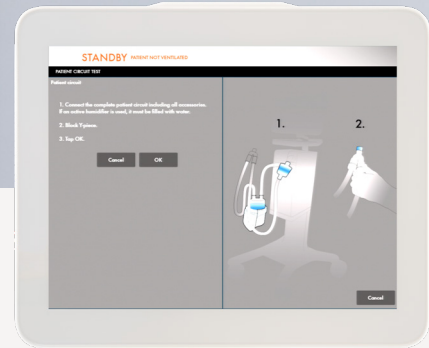 STANDBY PATIENT NOT VENTILATED
PATIENT CIRCUIT TEST
Patient circuit
1. Connect the complete patient circuit including all accessories.
If an active humidifier is used, it must be filled with water.
2. Block Y-piece.
3. Tap OK.
Cancel OK
1. 2.
Cancel